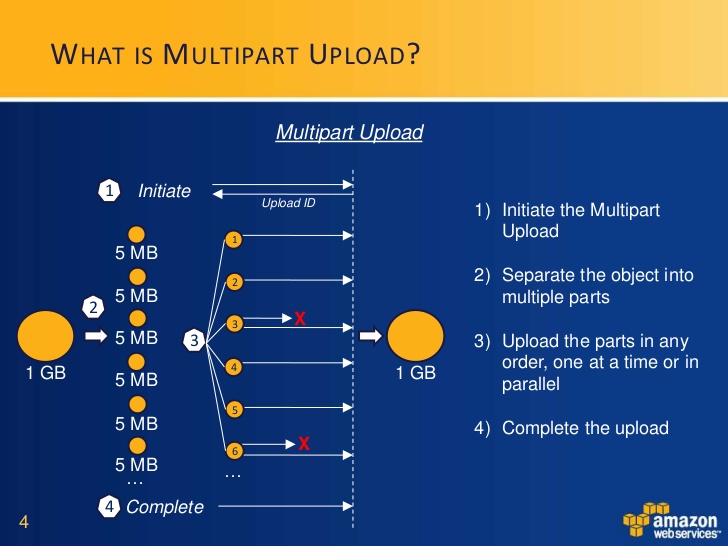 WHAT IS MULTIPART UPLOAD?
Multipart Upload
1 Initiate
Upload ID
5 MB
5 MB
5 MB
5 MB
5 MB
5 MB
…
2
1 GB
3
1
2
3 X
4
5
6 X
…
1 GB
4 Complete
1) Initiate the Multipart
Upload
2) Separate the object into
multiple parts
3) Upload the parts in any
order, one at a time or in
parallel
4) Complete the upload
4
amazon
webservices™